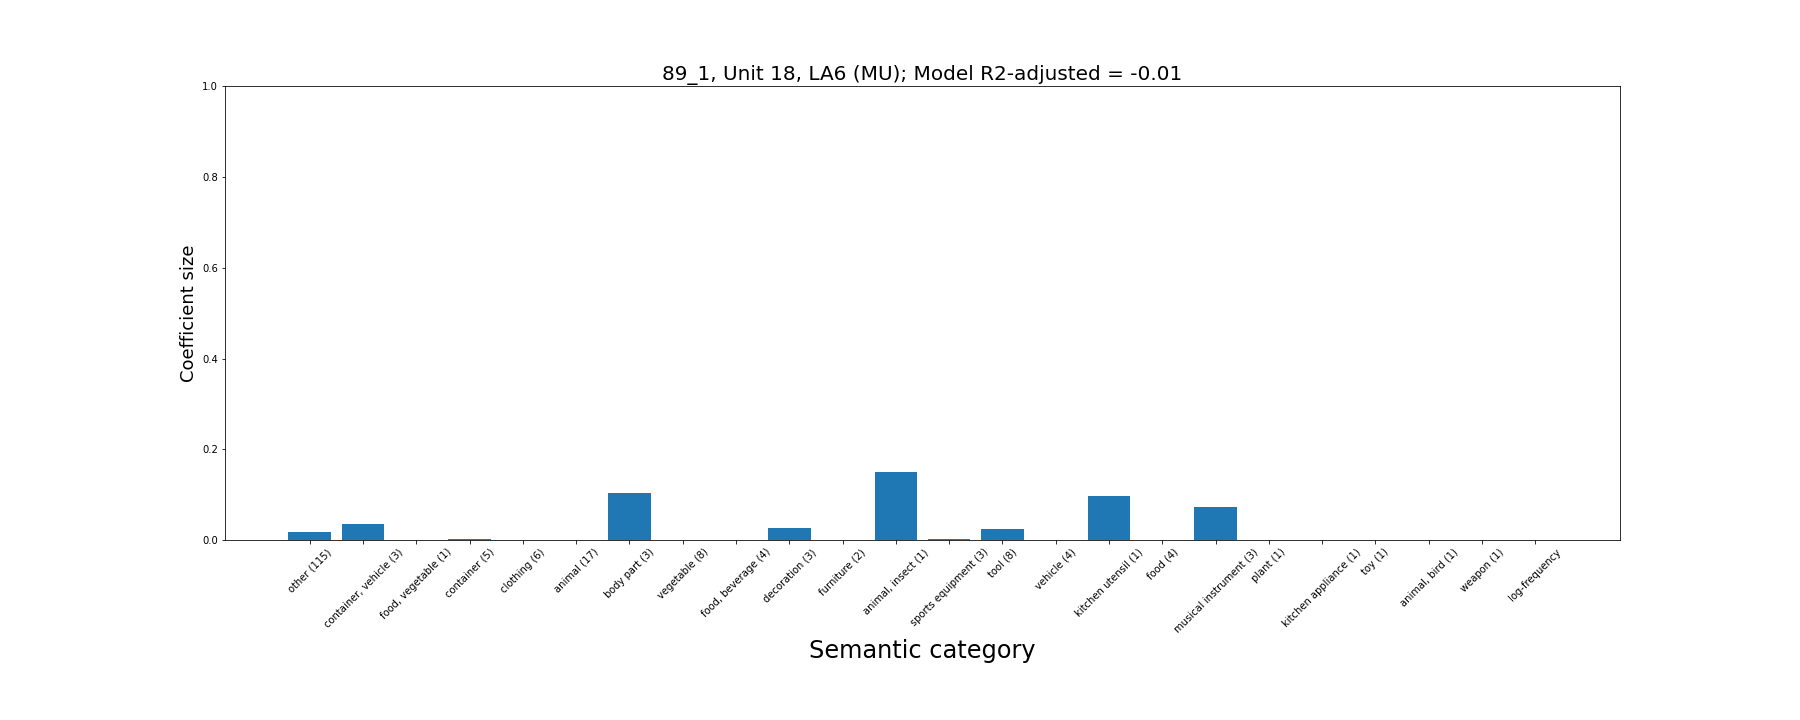 89_1, Unit 18, LA6 (MU); Model R2-adjusted = -0.01
Coefficient size
1.0
0.8
0.6
0.4
0.2
0.0
other (115)
container, vehicle (3)
food, vegetable (1)
container (5)
clothing (6)
animal (17)
body part (3)
vegetable (8)
food, beverage (4)
decoration (3)
furniture (2)
animal, insect (1)
sports equipment (3)
tool (8)
vehicle (4)
kitchen utensil (1)
food (4)
musical instrument (3)
plant (1)
kitchen appliance (1)
toy (1)
animal, bird (1)
weapon (1)
log-frequency
Semantic category